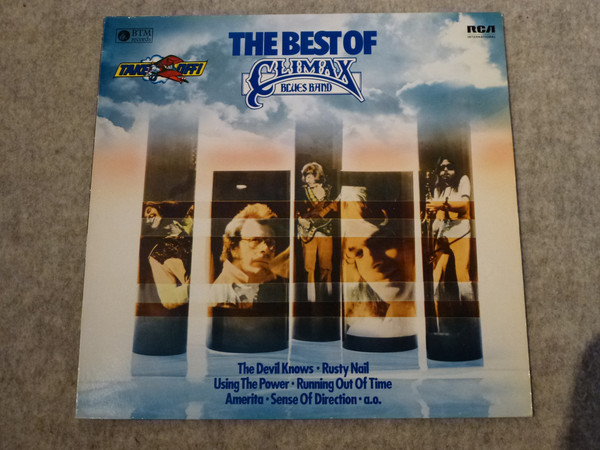 BTM
records
THE BEST OF
RCA
TAKE OFF!
CLIMAX
BLUES BAND
The Devil Knows • Rusty Nail
Using The Power • Running Out Of Time
Amerita • Sense Of Direction • a.o.